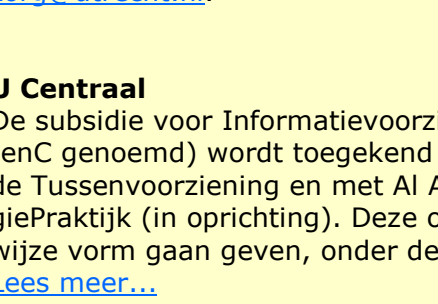 U Centraal
De subsidie voor Informatievoorzi
enC genoemd) wordt toegekend
de Tussenvoorziening en met Al A
giePraktijk (in oprichting). Deze o
wijze vorm gaan geven, onder de
Lees meer...